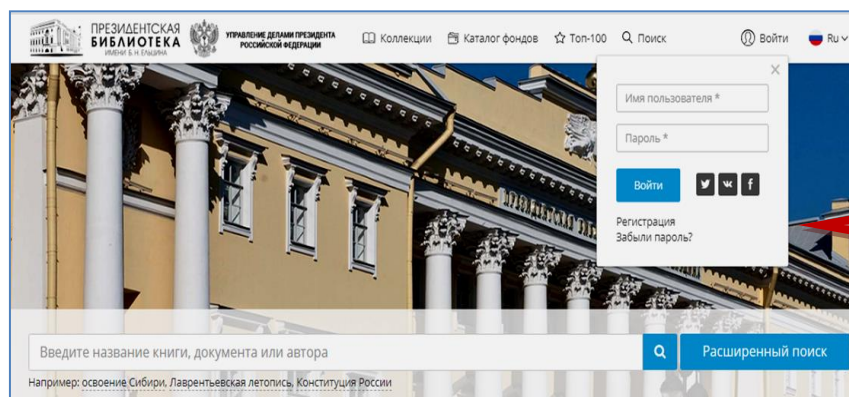 ПРЕЗИДЕНТСКАЯ
БИБЛИОТЕКА
ИМЕНИ Б. Н. ЕЛЬЦИНА
УПРАВЛЕНИЕ ДЕЛАМИ ПРЕЗИДЕНТА
РОССИЙСКОЙ ФЕДЕРАЦИИ
Коллекции
Каталог фондов
Топ-100
Поиск
Войти
Ru
Имя пользователя *
Пароль *
Войти
Регистрация
Забыли пароль?
Введите название книги, документа или автора
Расширенный поиск
Например: освоение Сибири, Лаврентьевская летопись, Конституция России